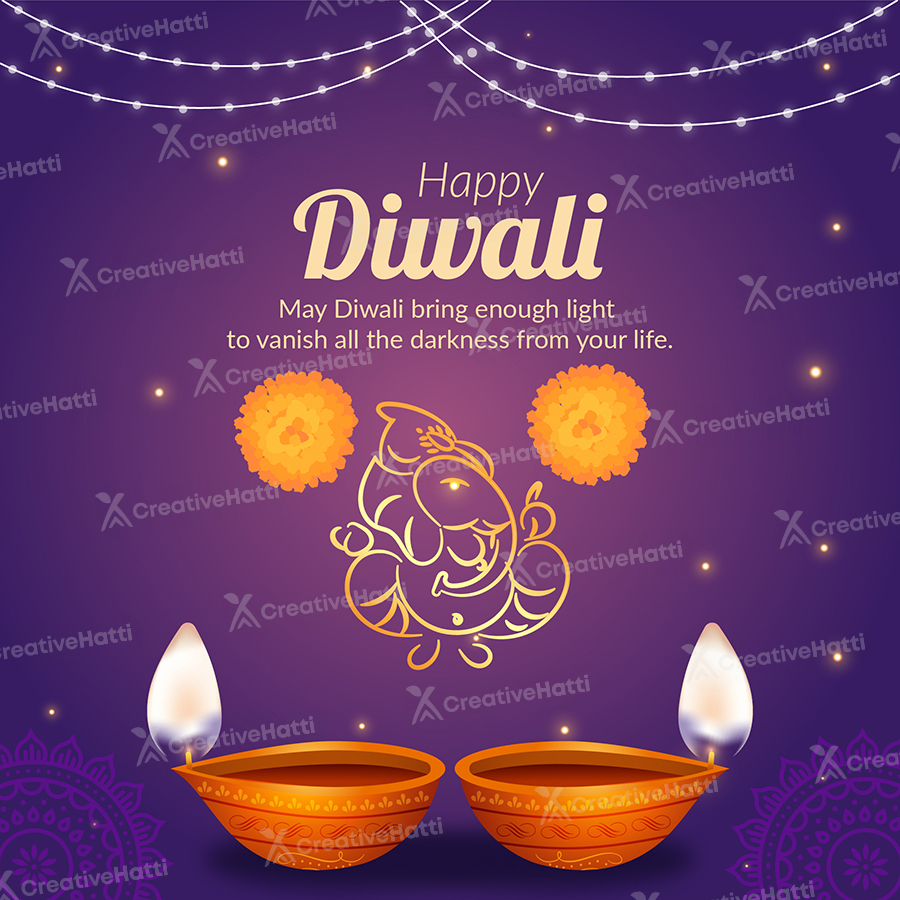 Happy
Diwali
May Diwali bring enough light
to vanish all the darkness from your life.
CreativeHatti